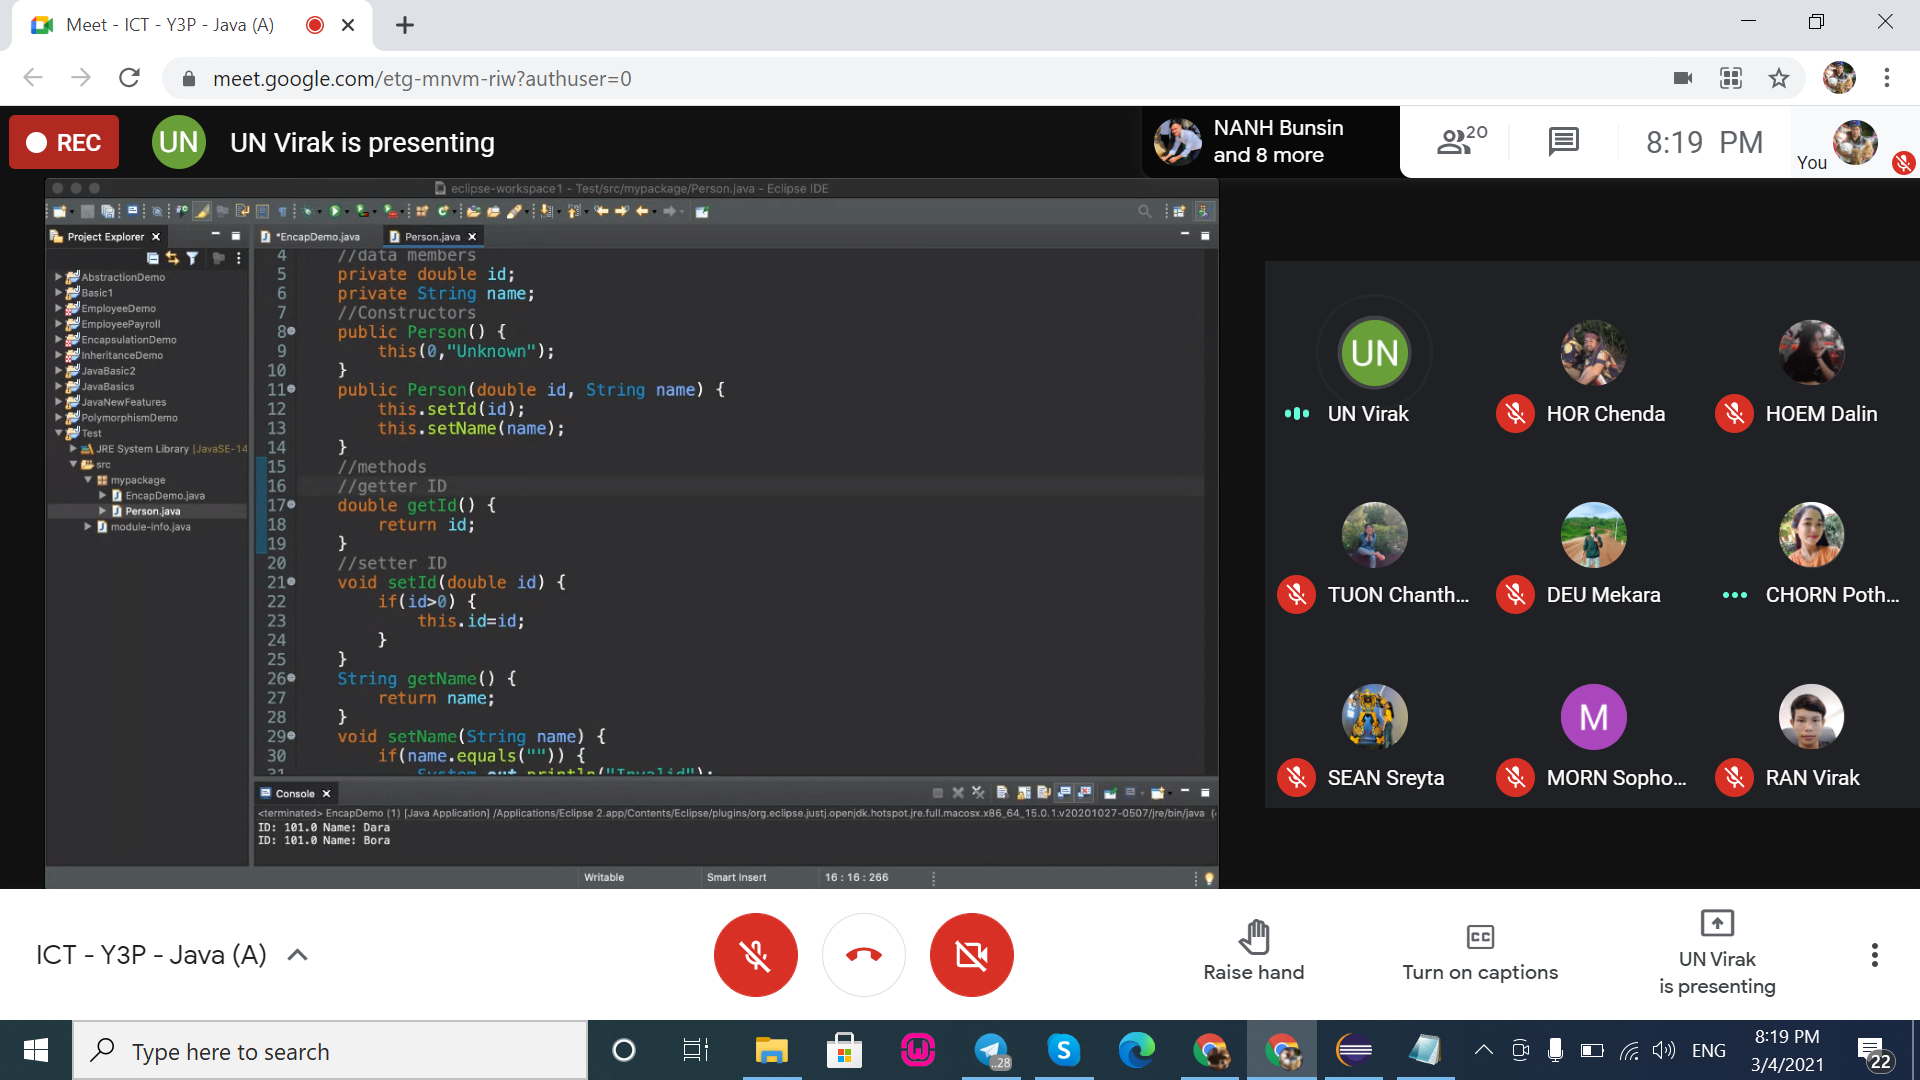 Meet - ICT - Y3P - Java (A)
meet.google.com/etg-mnvm-riw?authuser=0
REC
UN
UN Virak is presenting
NANH Bunsin
and 8 more
20
8:19 PM
You
eclipse-workspace1 - Test/src/mypackage/Person.java - Eclipse IDE
Project Explorer
*EncapDemo.java
Person.java
AbstractionDemo
Basic1
EmployeeDemo
EmployeePayroll
EncapsulationDemo
InheritanceDemo
JavaBasic2
JavaBasics
JavaNewFeatures
PolymorphismDemo
Test
JRE System Library [JavaSE-14
src
mypackage
EncapDemo.java
Person.java
module-info.java
4 //data members
5 private double id;
6 private String name;
7 //Constructors
8 public Person() {
9 this(0,"Unknown");
10 }
11 public Person(double id, String name) {
12 this.setId(id);
13 this.setName(name);
14 }
15 //methods
16 //getter ID
17 double getId() {
18 return id;
19 }
20 //setter ID
21 void setId(double id) {
22 if(id>0) {
23 this.id=id;
24 }
25 }
26 String getName() {
27 return name;
28 }
29 void setName(String name) {
30 if(name.equals("")) {
31 System.out.println("Invalid");
Console
<terminated> EncapDemo (1) [Java Application] /Applications/Eclipse 2.app/Contents/Eclipse/plugins/org.eclipse.justj.openjdk.hotspot.jre.full.macosx.x86_64_15.0.1.v20201027-0507/jre/bin/java (
ID: 101.0 Name: Dara
ID: 101.0 Name: Bora
Writable
Smart Insert
16 : 16 : 266
UN
UN Virak
HOR Chenda
HOEM Dalin
TUON Chanth...
DEU Mekara
CHORN Poth...
SEAN Sreyta
M
MORN Sopho...
RAN Virak
ICT - Y3P - Java (A)
Raise hand
CC
Turn on captions
UN Virak
is presenting
Type here to search
..28
ENG
8:19 PM
3/4/2021
22